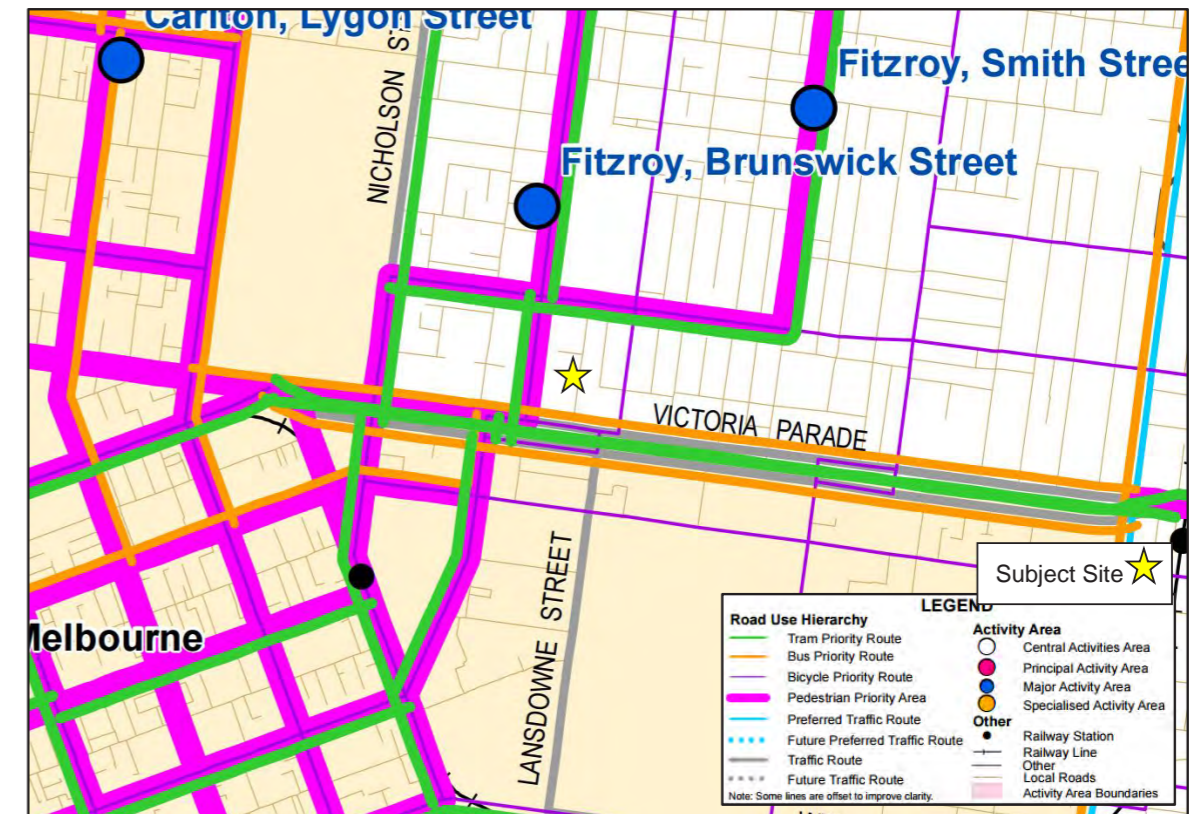 Carlton, Lygon Street
NICHOLSON ST
Fitzroy, Smith Stree
Fitzroy, Brunswick Street
VICTORIA PARADE
LANSDOWNE STREET
Melbourne
Subject Site
LEGEND
Road Use Hierarchy
Tram Priority Route
Bus Priority Route
Bicycle Priority Route
Pedestrian Priority Area
Preferred Traffic Route
Future Preferred Traffic Route
Traffic Route
Future Traffic Route
Note: Some lines are offset to improve clarity.
Activity Area
Central Activities Area
Principal Activity Area
Major Activity Area
Specialised Activity Area
Other
Railway Station
Railway Line
Other
Local Roads
Activity Area Boundaries